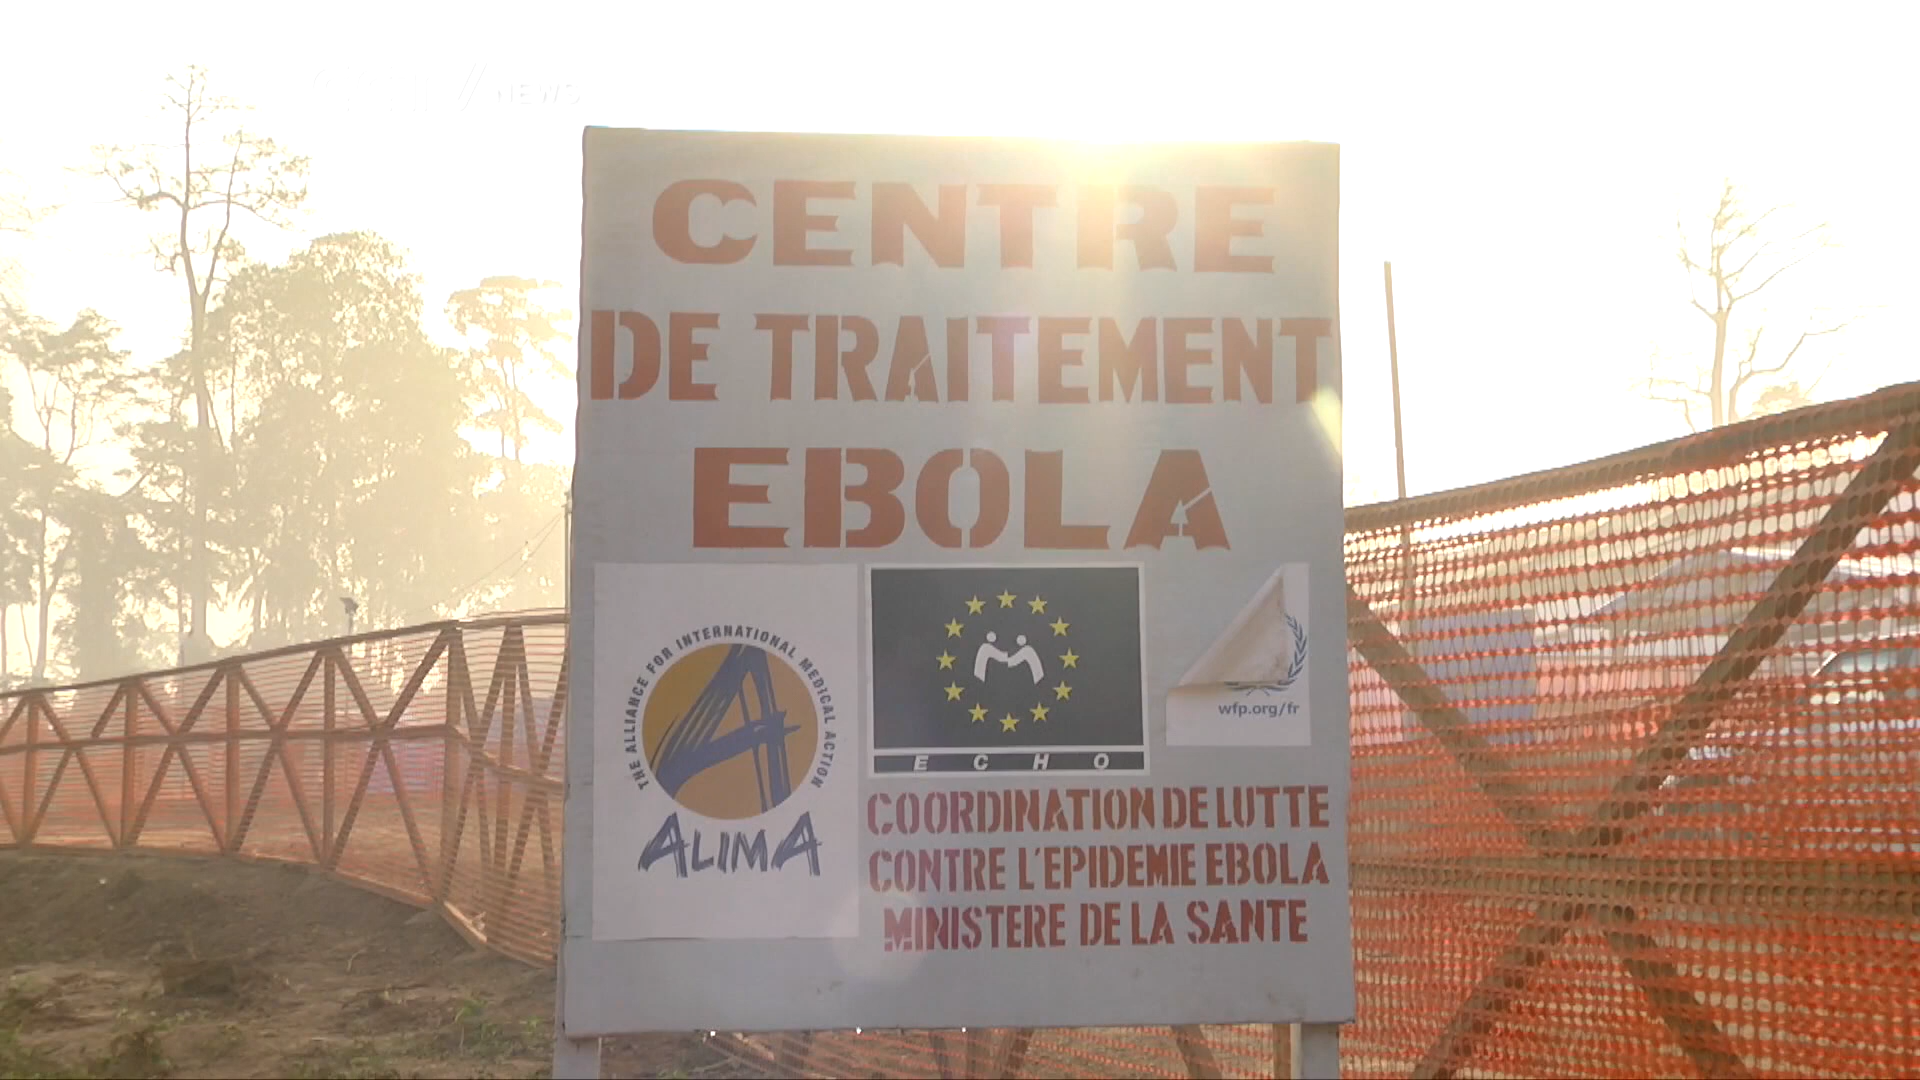 NEWS
CENTRE
DE TRAITEMENT
EBOLA
THE ALLIANCE FOR INTERNATIONAL MEDICAL ACTION
ALIMA
ECHO
wfp.org/fr
COORDINATION DE LUTTE
CONTRE L'EPIDEMIE EBOLA
MINISTERE DE LA SANTE